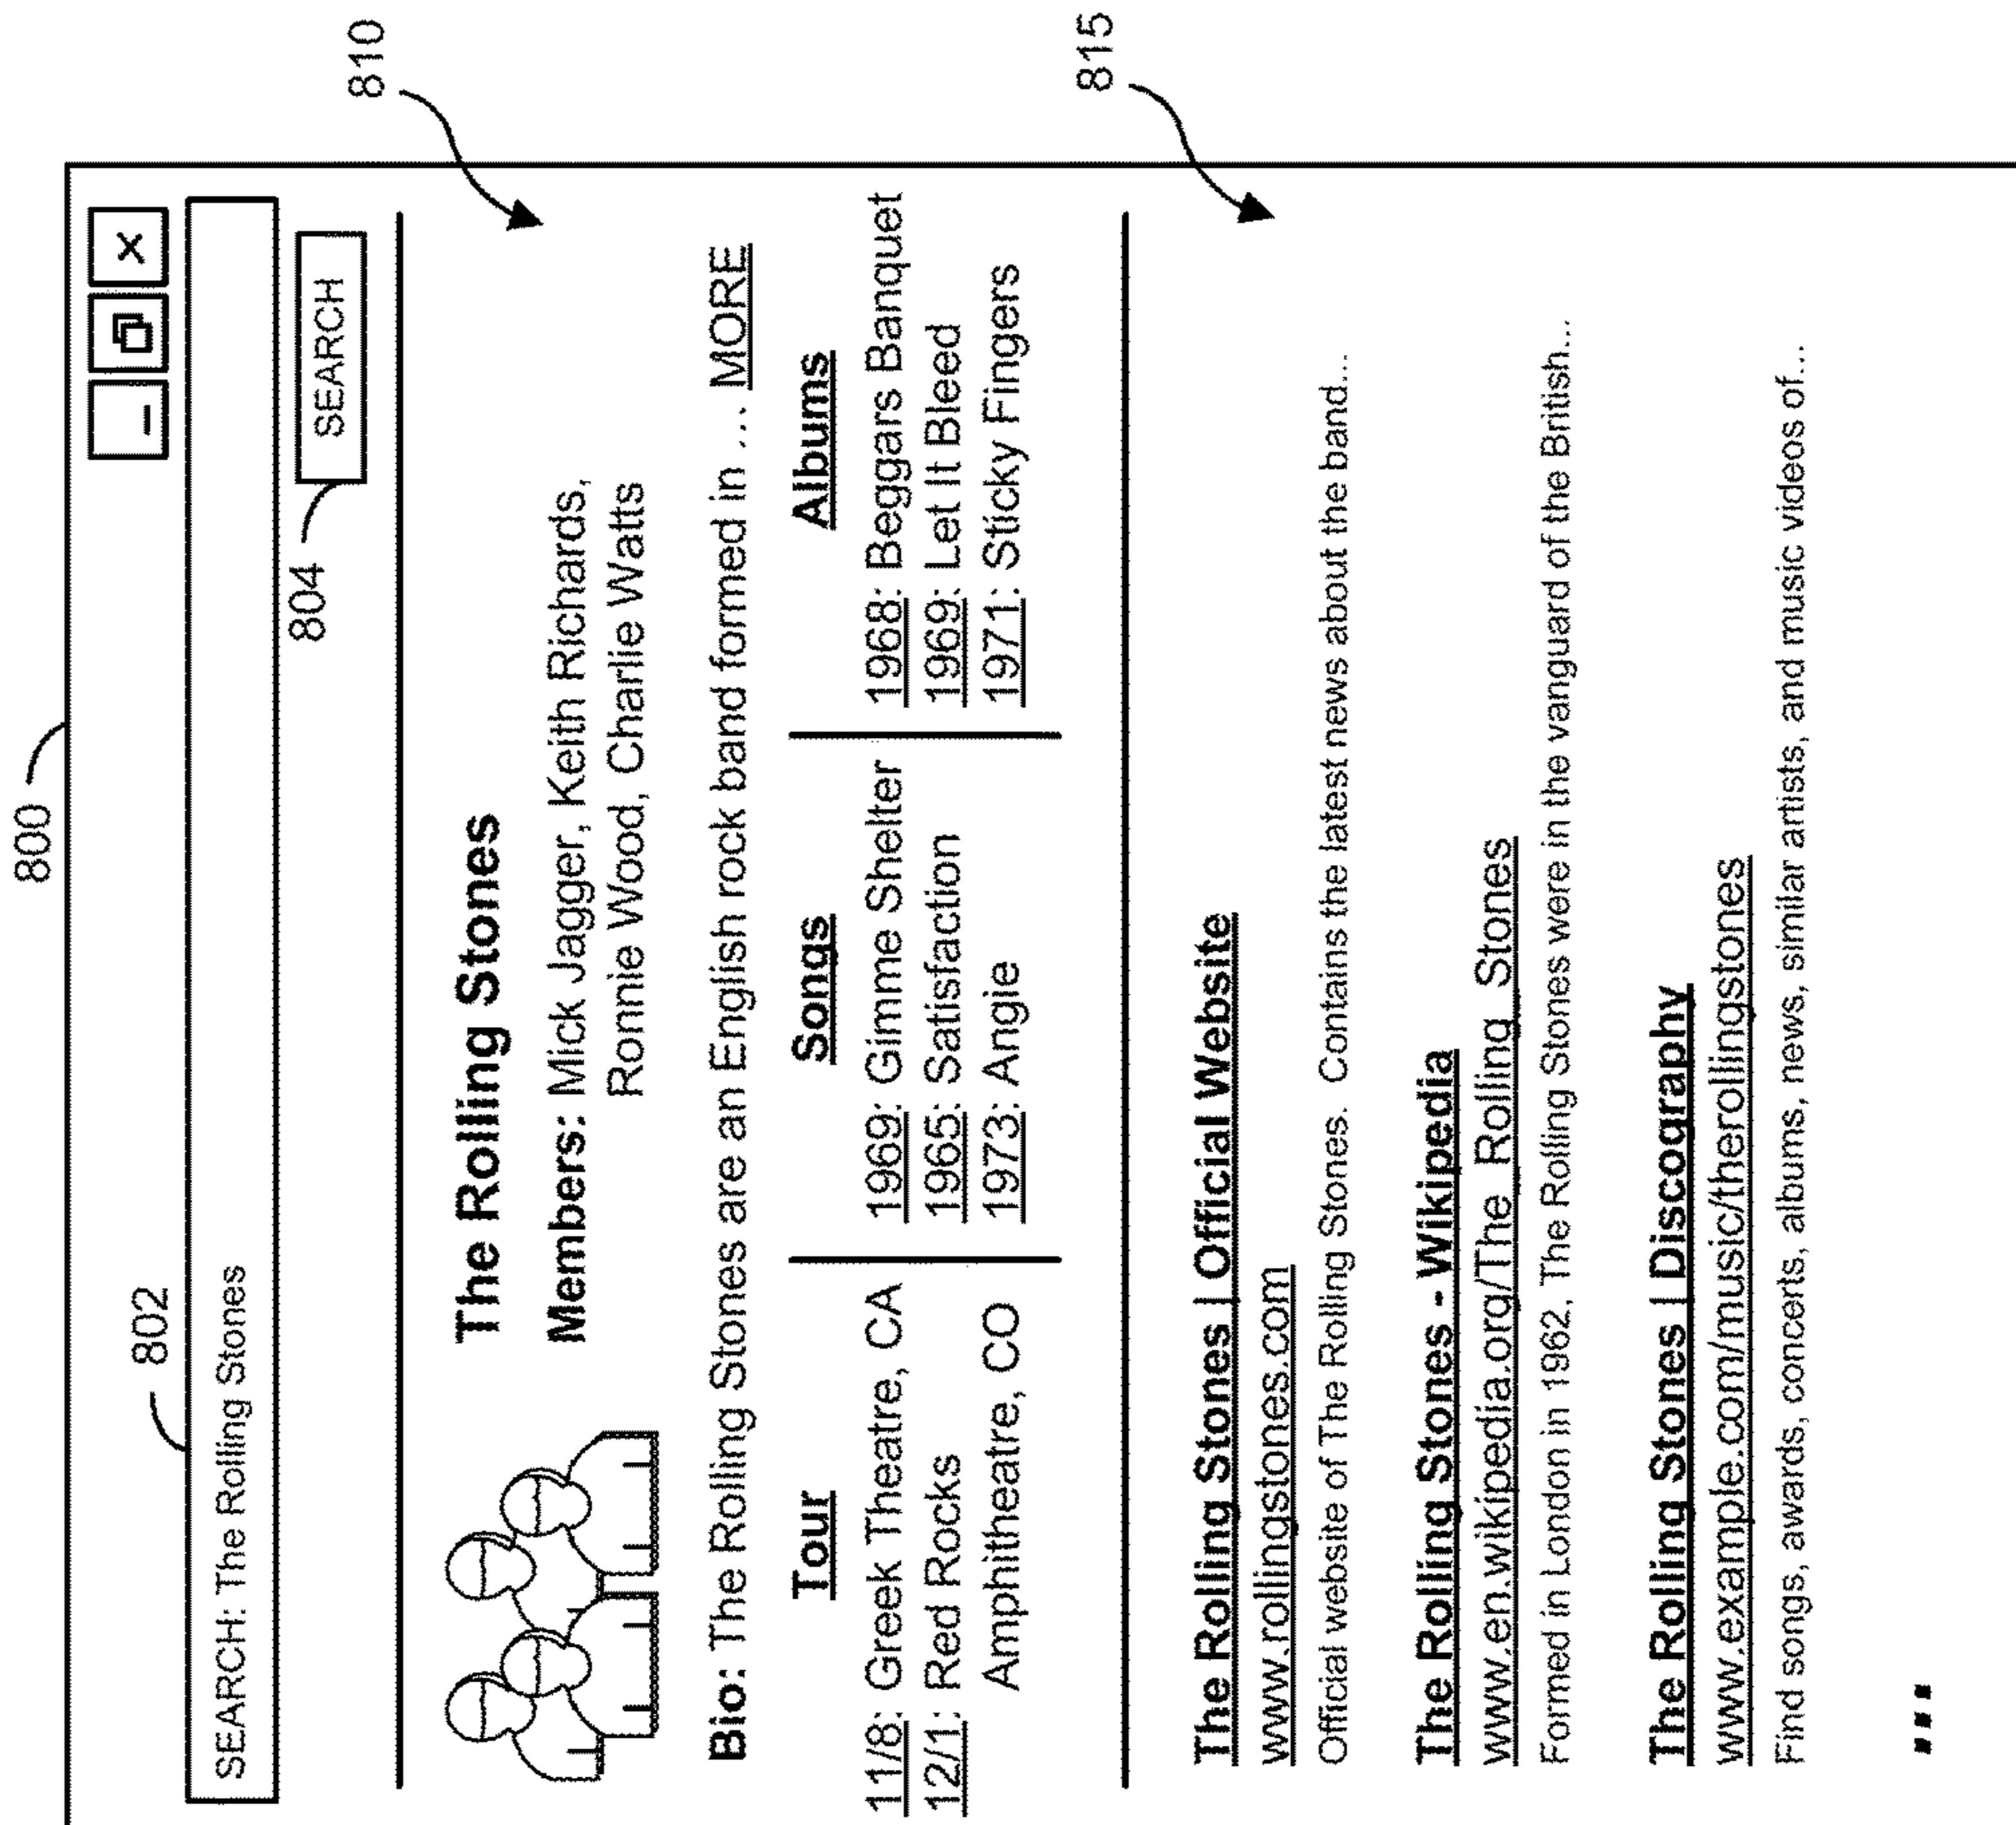 800
802
SEARCH: The Rolling Stones
X
804
SEARCH
810
The Rolling Stones
Members: Mick Jagger, Keith Richards,
Ronnie Wood, Charlie Watts
Bio: The Rolling Stones are an English rock band formed in ... MORE
Tour
11/8: Greek Theatre, CA
12/1: Red Rocks
Amphitheatre, CO
Songs
1969: Gimme Shelter
1965: Satisfaction
1973: Angie
Albums
1968: Beggars Banquet
1969: Let It Bleed
1971: Sticky Fingers
815
The Rolling Stones | Official Website
www.rollingstones.com
Official website of The Rolling Stones. Contains the latest news about the band...
The Rolling Stones - Wikipedia
www.en.wikipedia.org/The_Rolling_Stones
Formed in London in 1962, The Rolling Stones were in the vanguard of the British...
The Rolling Stones | Discography
www.example.com/music/therollingstones
Find songs, awards, concerts, albums, news, similar artists, and music videos of...
...